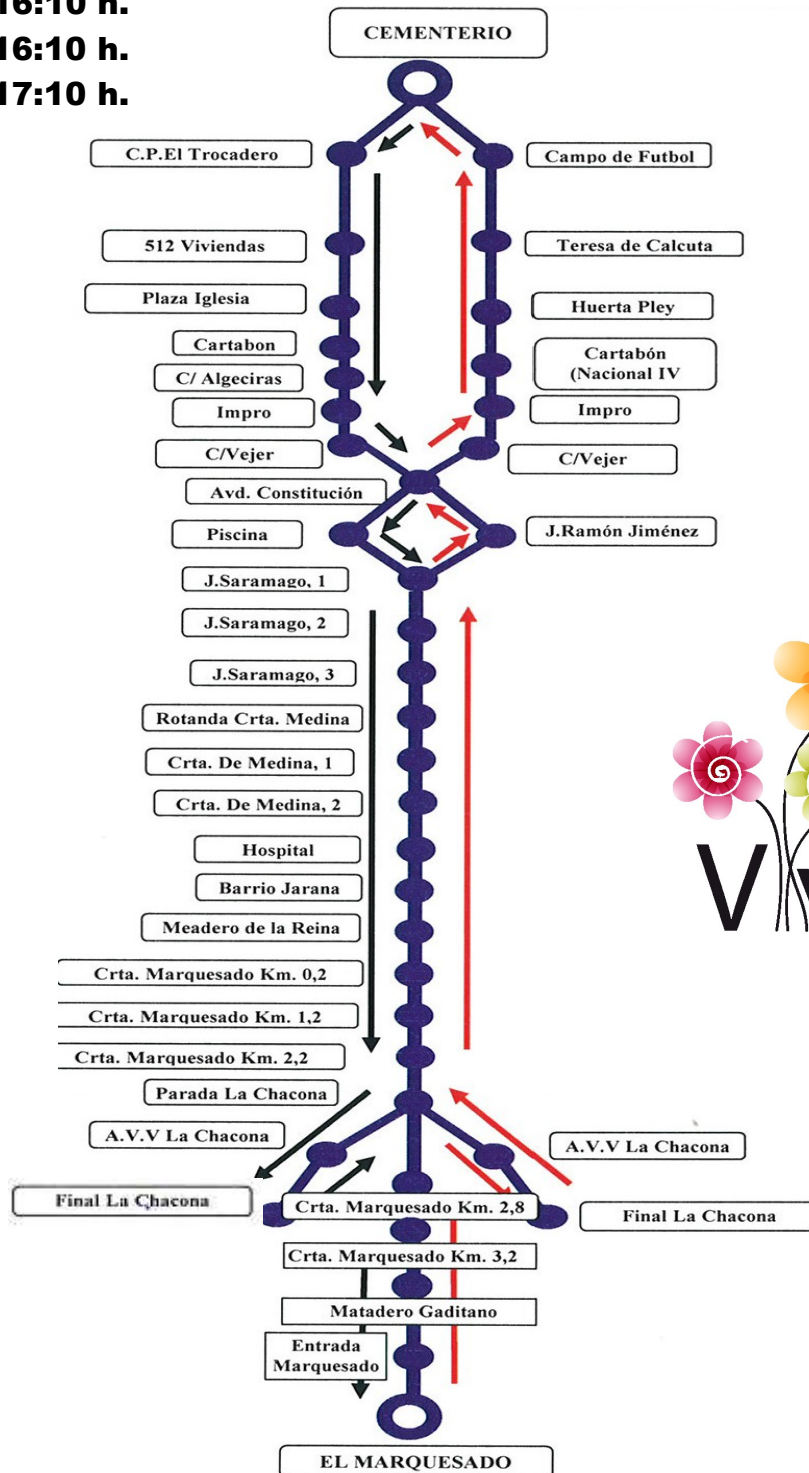 16:10 h.
16:10 h.
17:10 h.
CEMENTERIO
C.P.El Trocadero
Campo de Futbol
512 Viviendas
Teresa de Calcuta
Plaza Iglesia
Huerta Pley
Cartabon
Cartabón
(Nacional IV
C/ Algeciras
Impro
Impro
C/Vejer
C/Vejer
Avd. Constitución
Piscina
J.Ramón Jiménez
J.Saramago, 1
J.Saramago, 2
J.Saramago, 3
Rotanda Crta. Medina
Crta. De Medina, 1
Crta. De Medina, 2
Hospital
Barrio Jarana
Meadero de la Reina
Crta. Marquesado Km. 0,2
Crta. Marquesado Km. 1,2
Crta. Marquesado Km. 2,2
Parada La Chacona
A.V.V La Chacona
A.V.V La Chacona
Final La Chacona
Crta. Marquesado Km. 2,8
Final La Chacona
Crta. Marquesado Km. 3,2
Matadero Gaditano
Entrada
Marquesado
EL MARQUESADO